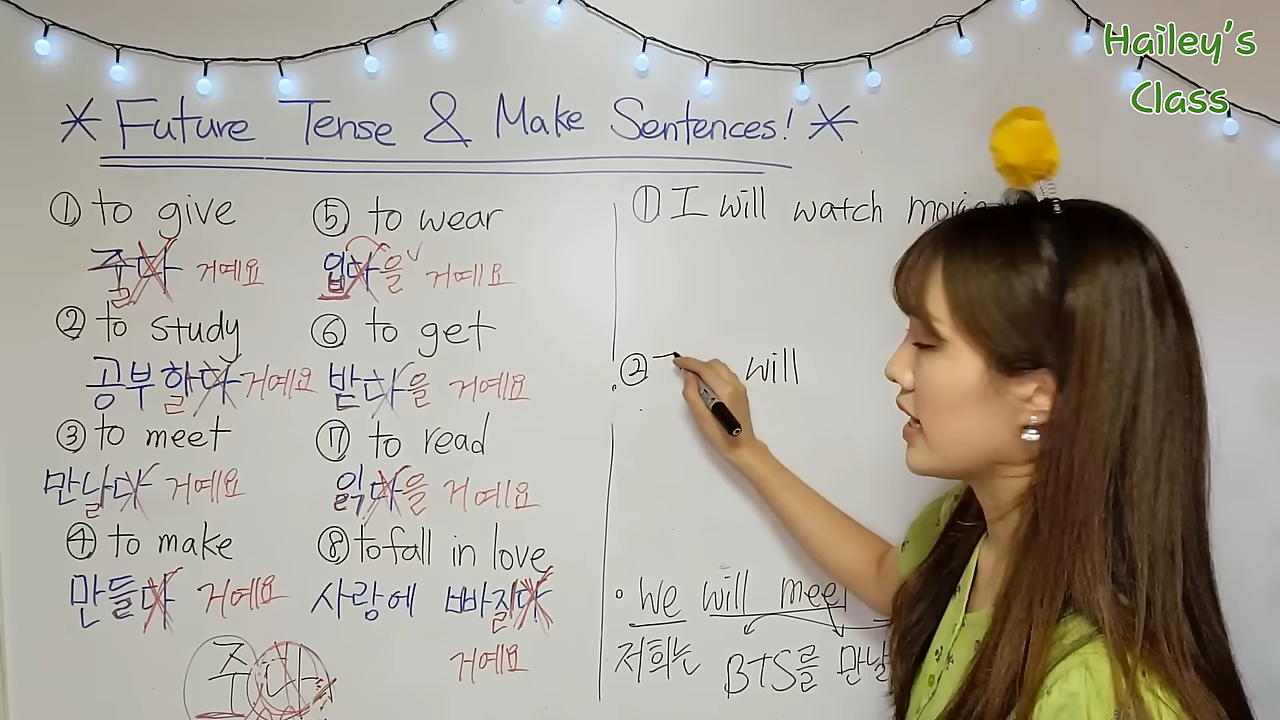 Hailey's
Class
* Future Tense & Make Sentences! *
① to give
줄다 거예요
② to study
공부할다 거예요
③ to meet
만날다 거예요
④ to make
만들다 거예요
주다
⑤ to wear
입다을 거예요
⑥ to get
받다을 거예요
⑦ to read
읽다을 거예요
⑧ to fall in love
사랑에 빠질다
거예요
① I will watch
② will
• we will meet
저희는 BTS를 만날